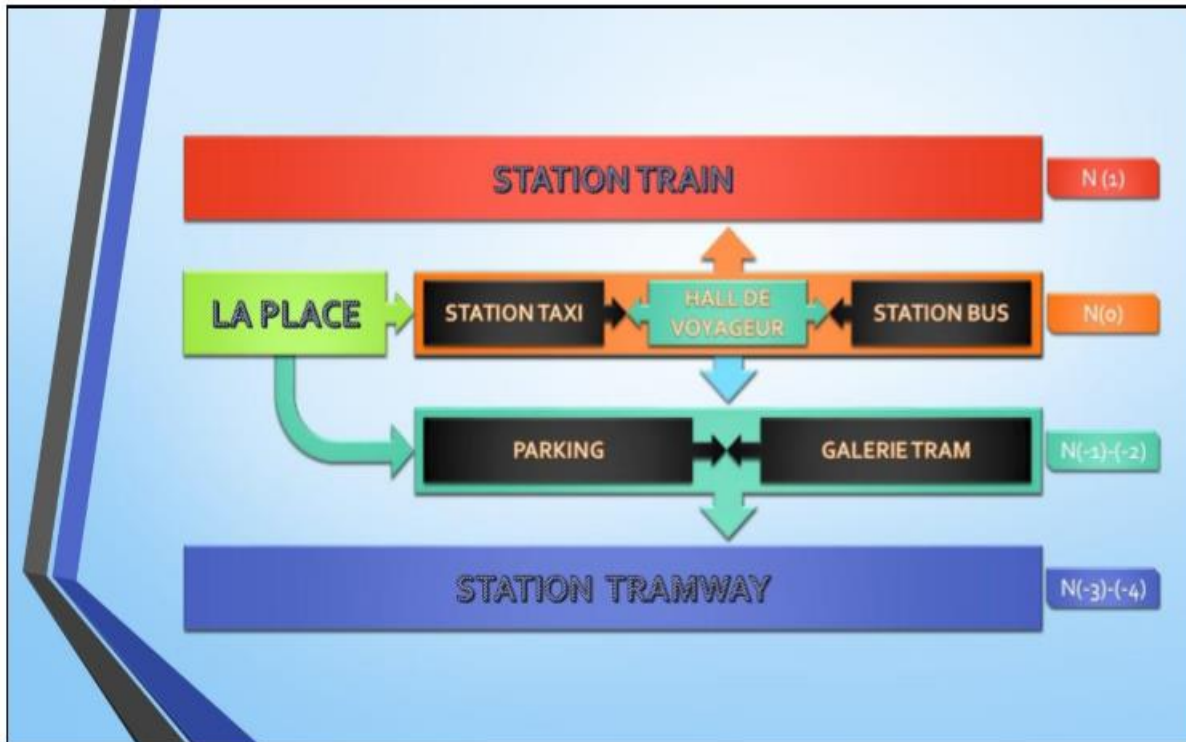 STATION TRAIN
N (1)
LA PLACE
STATION TAXI
HALL DE
VOYAGEUR
STATION BUS
N(0)
PARKING
GALERIE TRAM
N(-1)-(-2)
STATION TRAMWAY
N(-3)-(-4)